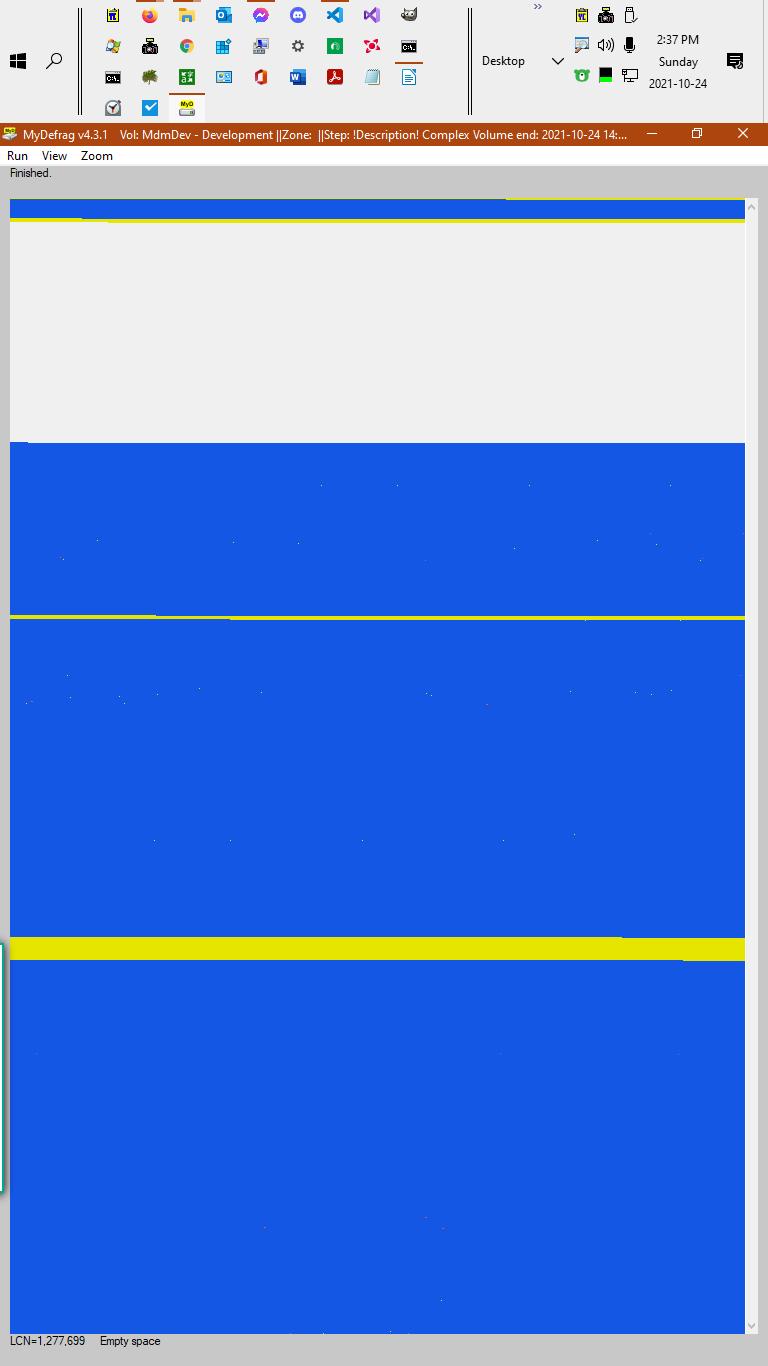 2:37 PM
Desktop
Sunday
2021-10-24
MyDefrag v4.3.1 Vol: MdmDev - Development ||Zone: ||Step: !Description! Complex Volume end: 2021-10-24 14:...
Run View Zoom
Finished.
LCN=1,277,699 Empty space